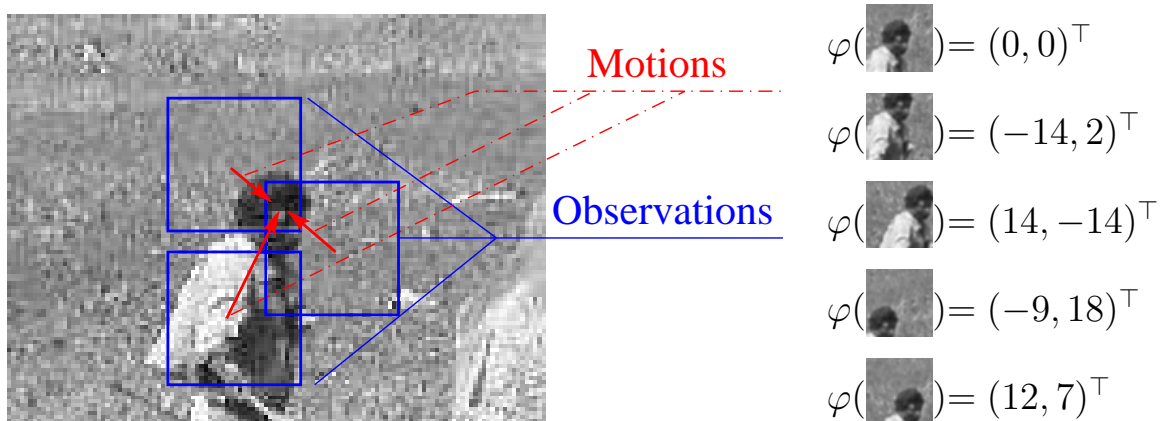 Motions
Observations
φ( )= (0, 0)⊤
φ( )= (−14, 2)⊤
φ( )= (14, −14)⊤
φ( )= (−9, 18)⊤
φ( )= (12, 7)⊤